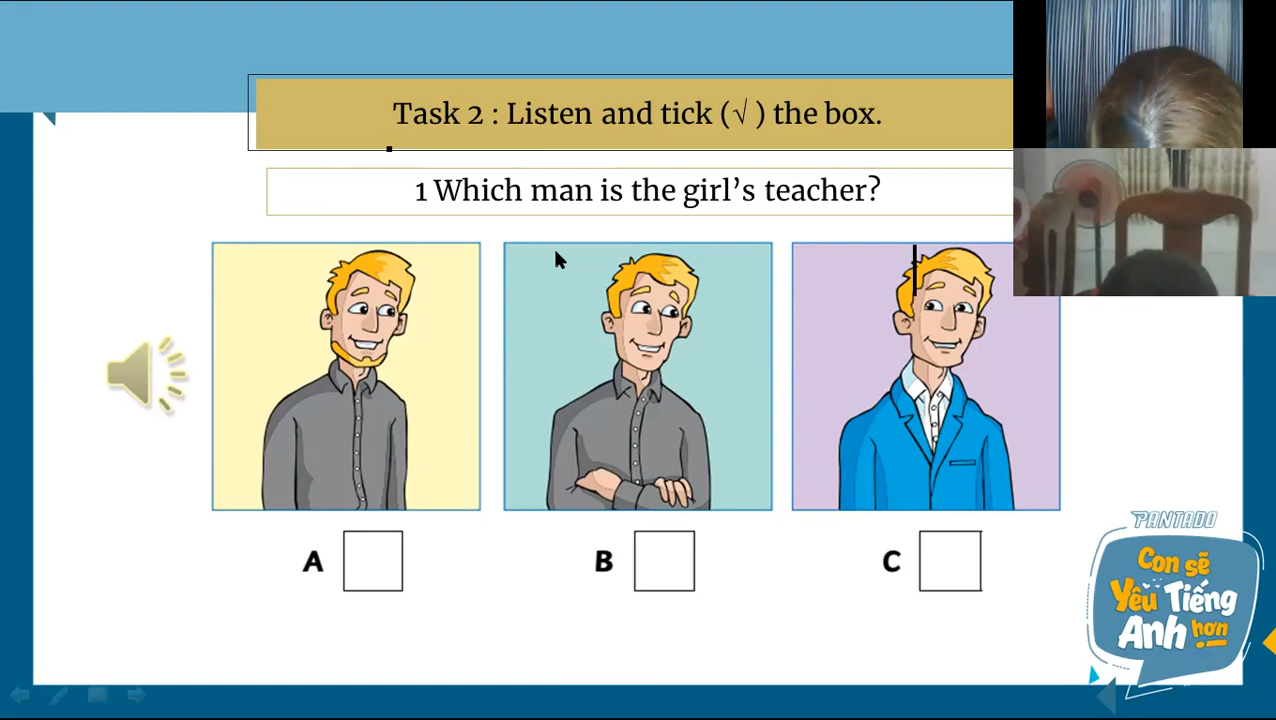 Task 2 : Listen and tick (√ ) the box.
1 Which man is the girl’s teacher?
A
B
C
PANTADO
Con sẽ
Yêu Tiếng
Anh hơn